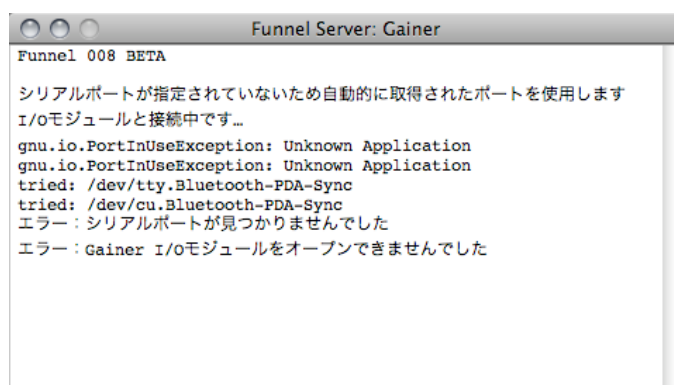 Funnel Server: Gainer
Funnel 008 BETA
シリアルポートが指定されていないため自動的に取得されたポートを使用します
I/Oモジュールと接続中です…
gnu.io.PortInUseException: Unknown Application
gnu.io.PortInUseException: Unknown Application
tried: /dev/tty.Bluetooth-PDA-Sync
tried: /dev/cu.Bluetooth-PDA-Sync
エラー：シリアルポートが見つかりませんでした
エラー：Gainer I/Oモジュールをオープンできませんでした